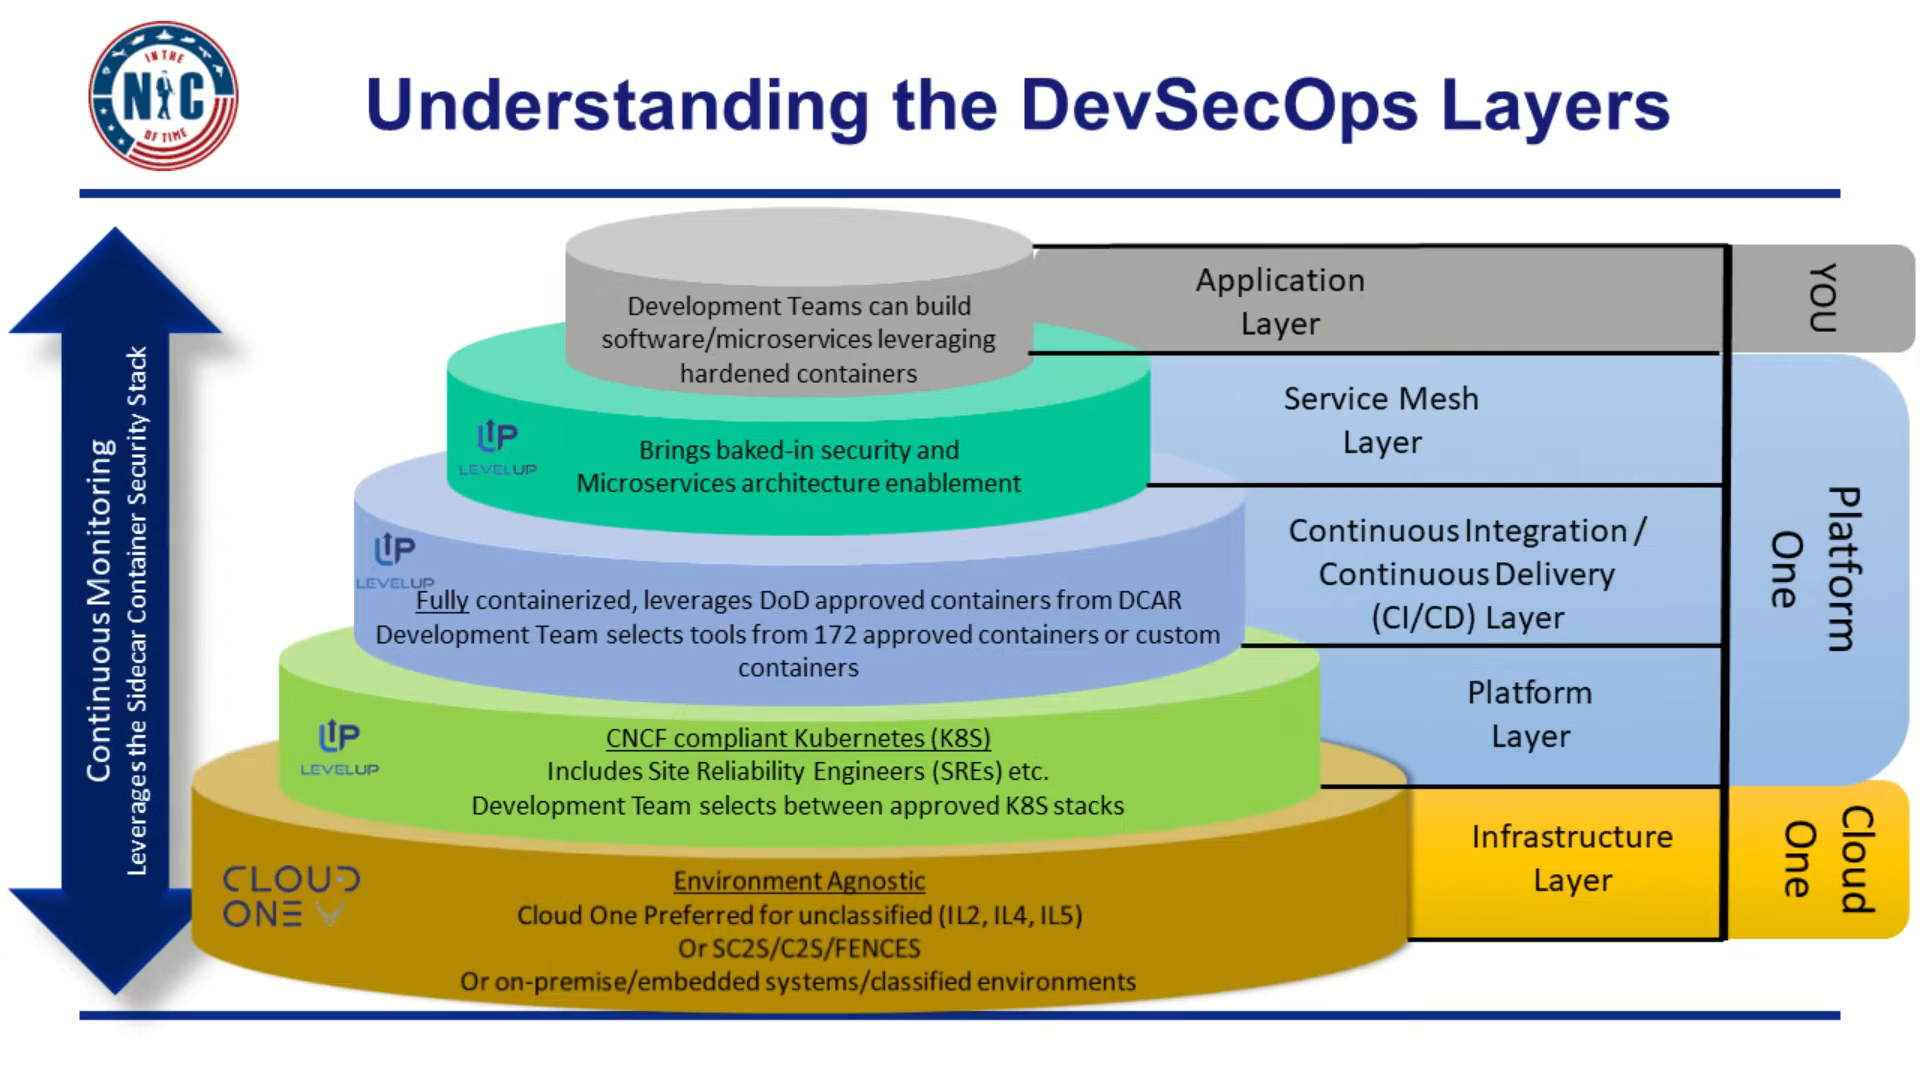 IN THE
NIC
OF TIME
Understanding the DevSecOps Layers
Continuous Monitoring
Leverages the Sidecar Container Security Stack
Development Teams can build
software/microservices leveraging
hardened containers
Application
Layer
YOU
LEVELUP
Brings baked-in security and
Microservices architecture enablement
Service Mesh
Layer
LEVELUP
Fully containerized, leverages DoD approved containers from DCAR
Development Team selects tools from 172 approved containers or custom
containers
Continuous Integration /
Continuous Delivery
(CI/CD) Layer
Platform
One
LEVELUP
CNCF compliant Kubernetes (K8S)
Includes Site Reliability Engineers (SREs) etc.
Development Team selects between approved K8S stacks
Platform
Layer
CLOUD
ONE
Environment Agnostic
Cloud One Preferred for unclassified (IL2, IL4, IL5)
Or SC2S/C2S/FENCES
Or on-premise/embedded systems/classified environments
Infrastructure
Layer
Cloud
One